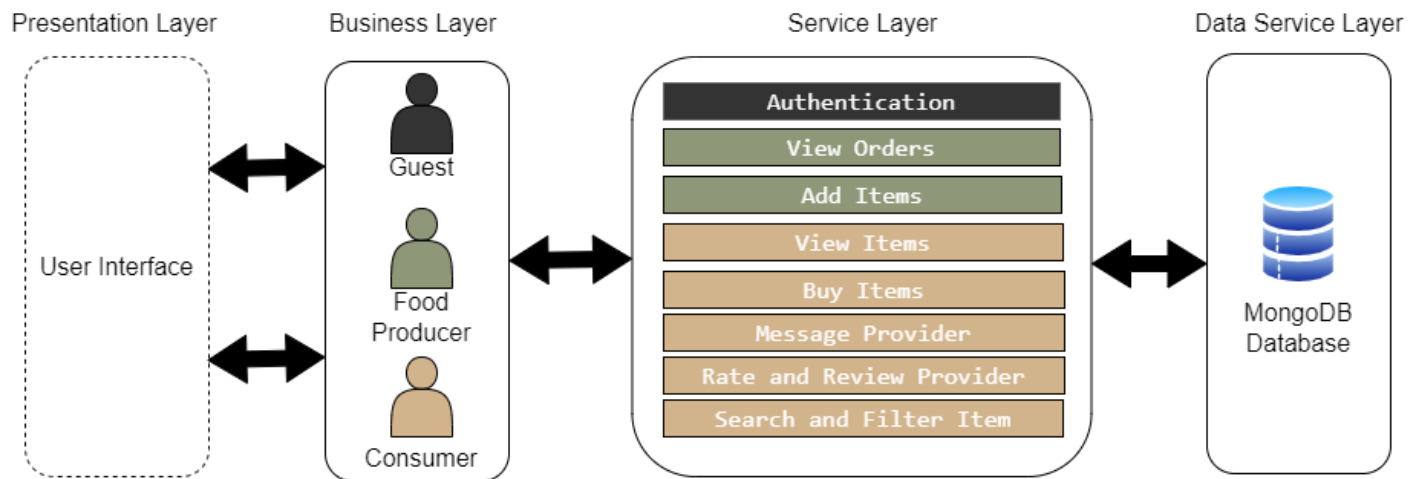 Presentation Layer
Business Layer
Service Layer
Data Service Layer
User Interface
Guest
Food
Producer
Consumer
Authentication
View Orders
Add Items
View Items
Buy Items
Message Provider
Rate and Review Provider
Search and Filter Item
MongoDB
Database